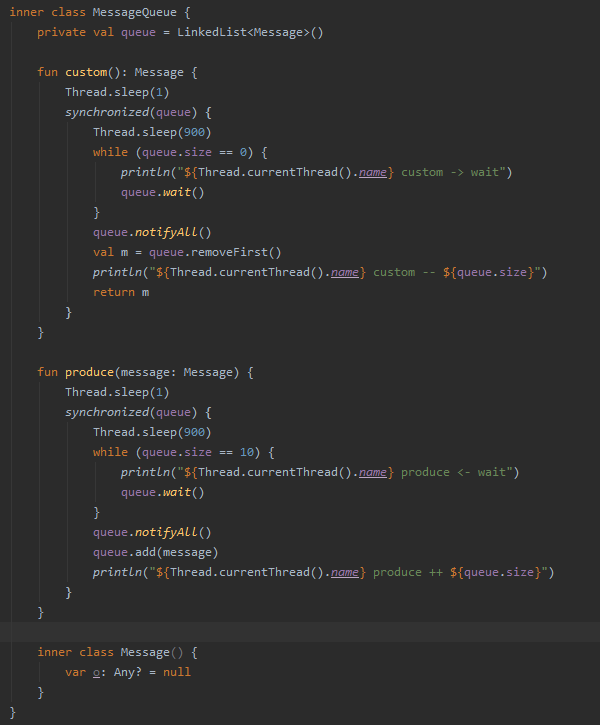 inner class MessageQueue {
    private val queue = LinkedList<Message>()

    fun custom(): Message {
        Thread.sleep(1)
        synchronized(queue) {
            Thread.sleep(900)
            while (queue.size == 0) {
                println("${Thread.currentThread().name} custom -> wait")
                queue.wait()
            }
            queue.notifyAll()
            val m = queue.removeFirst()
            println("${Thread.currentThread().name} custom -- ${queue.size}")
            return m
        }
    }

    fun produce(message: Message) {
        Thread.sleep(1)
        synchronized(queue) {
            Thread.sleep(900)
            while (queue.size == 10) {
                println("${Thread.currentThread().name} produce <- wait")
                queue.wait()
            }
            queue.notifyAll()
            queue.add(message)
            println("${Thread.currentThread().name} produce ++ ${queue.size}")
        }
    }

    inner class Message() {
        var o: Any? = null
    }
}